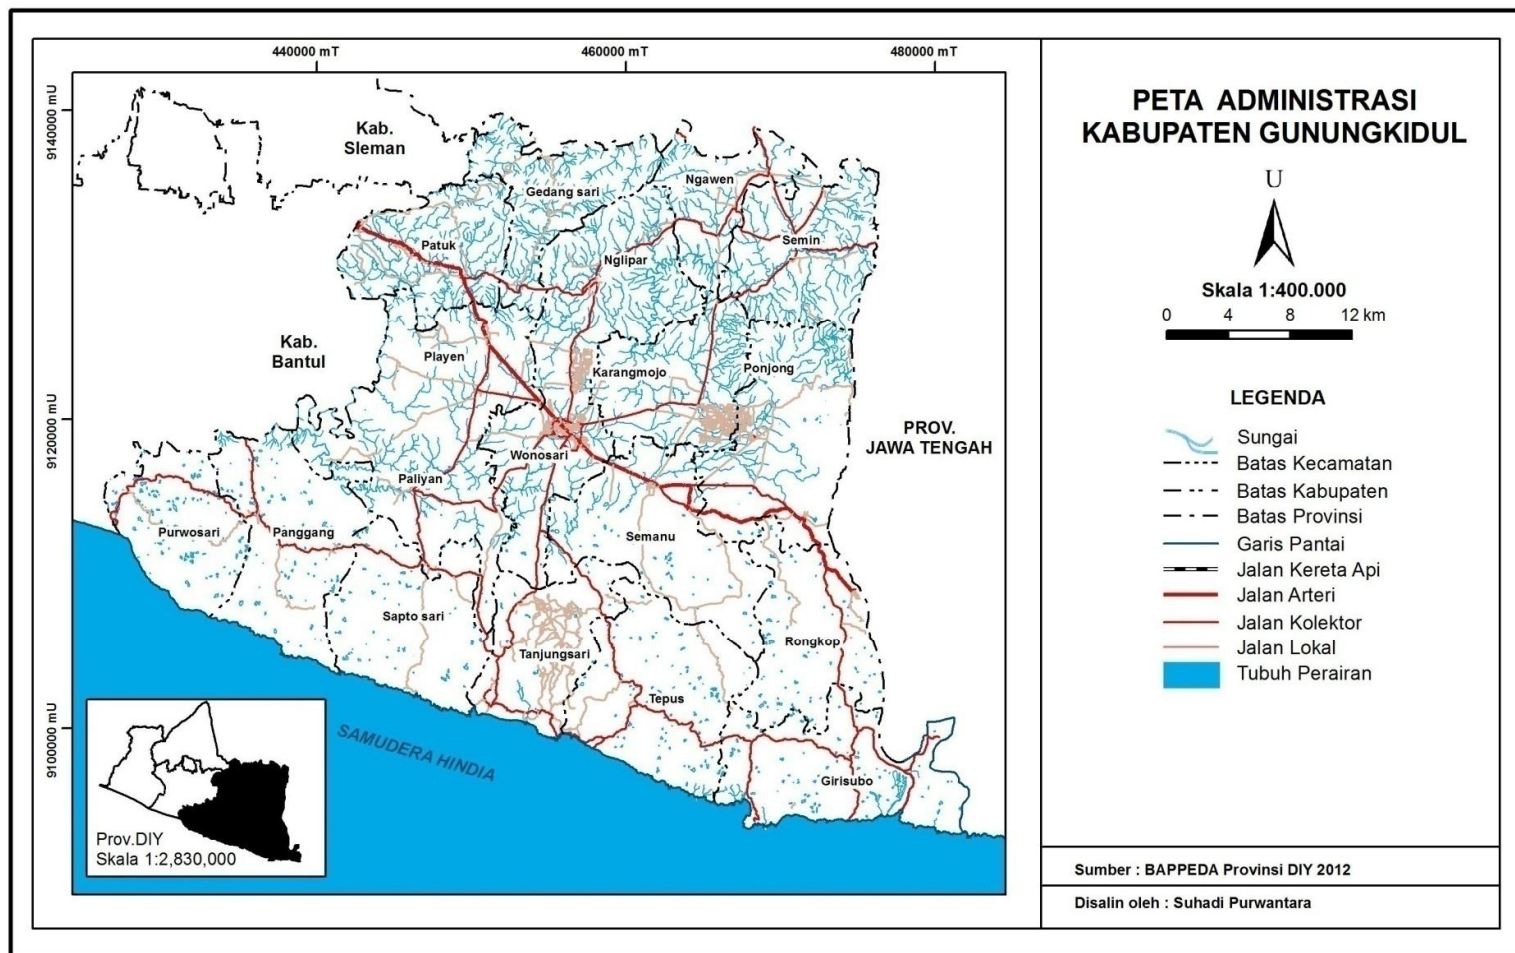 440000 mT
460000 mT
480000 mT
9140000 mU
9120000 mU
9100000 mU
Kab.
Sleman
Gedang sari
Ngawen
Patuk
Nglipar
Semin
Kab.
Bantul
Playen
Karangmojo
Ponjong
PROV.
JAWA TENGAH
Wonosari
Paliyan
Purwosari
Panggang
Semanu
Sapto sari
Tanjungsari
Rongkop
Tepus
Girisubo
SAMUDERA HINDIA
Prov.DIY
Skala 1:2,830,000
PETA ADMINISTRASI
KABUPATEN GUNUNGKIDUL
U
Skala 1:400.000
0 4 8 12 km
LEGENDA
Sungai
Batas Kecamatan
Batas Kabupaten
Batas Provinsi
Garis Pantai
Jalan Kereta Api
Jalan Arteri
Jalan Kolektor
Jalan Lokal
Tubuh Perairan
Sumber : BAPPEDA Provinsi DIY 2012
Disalin oleh : Suhadi Purwantara